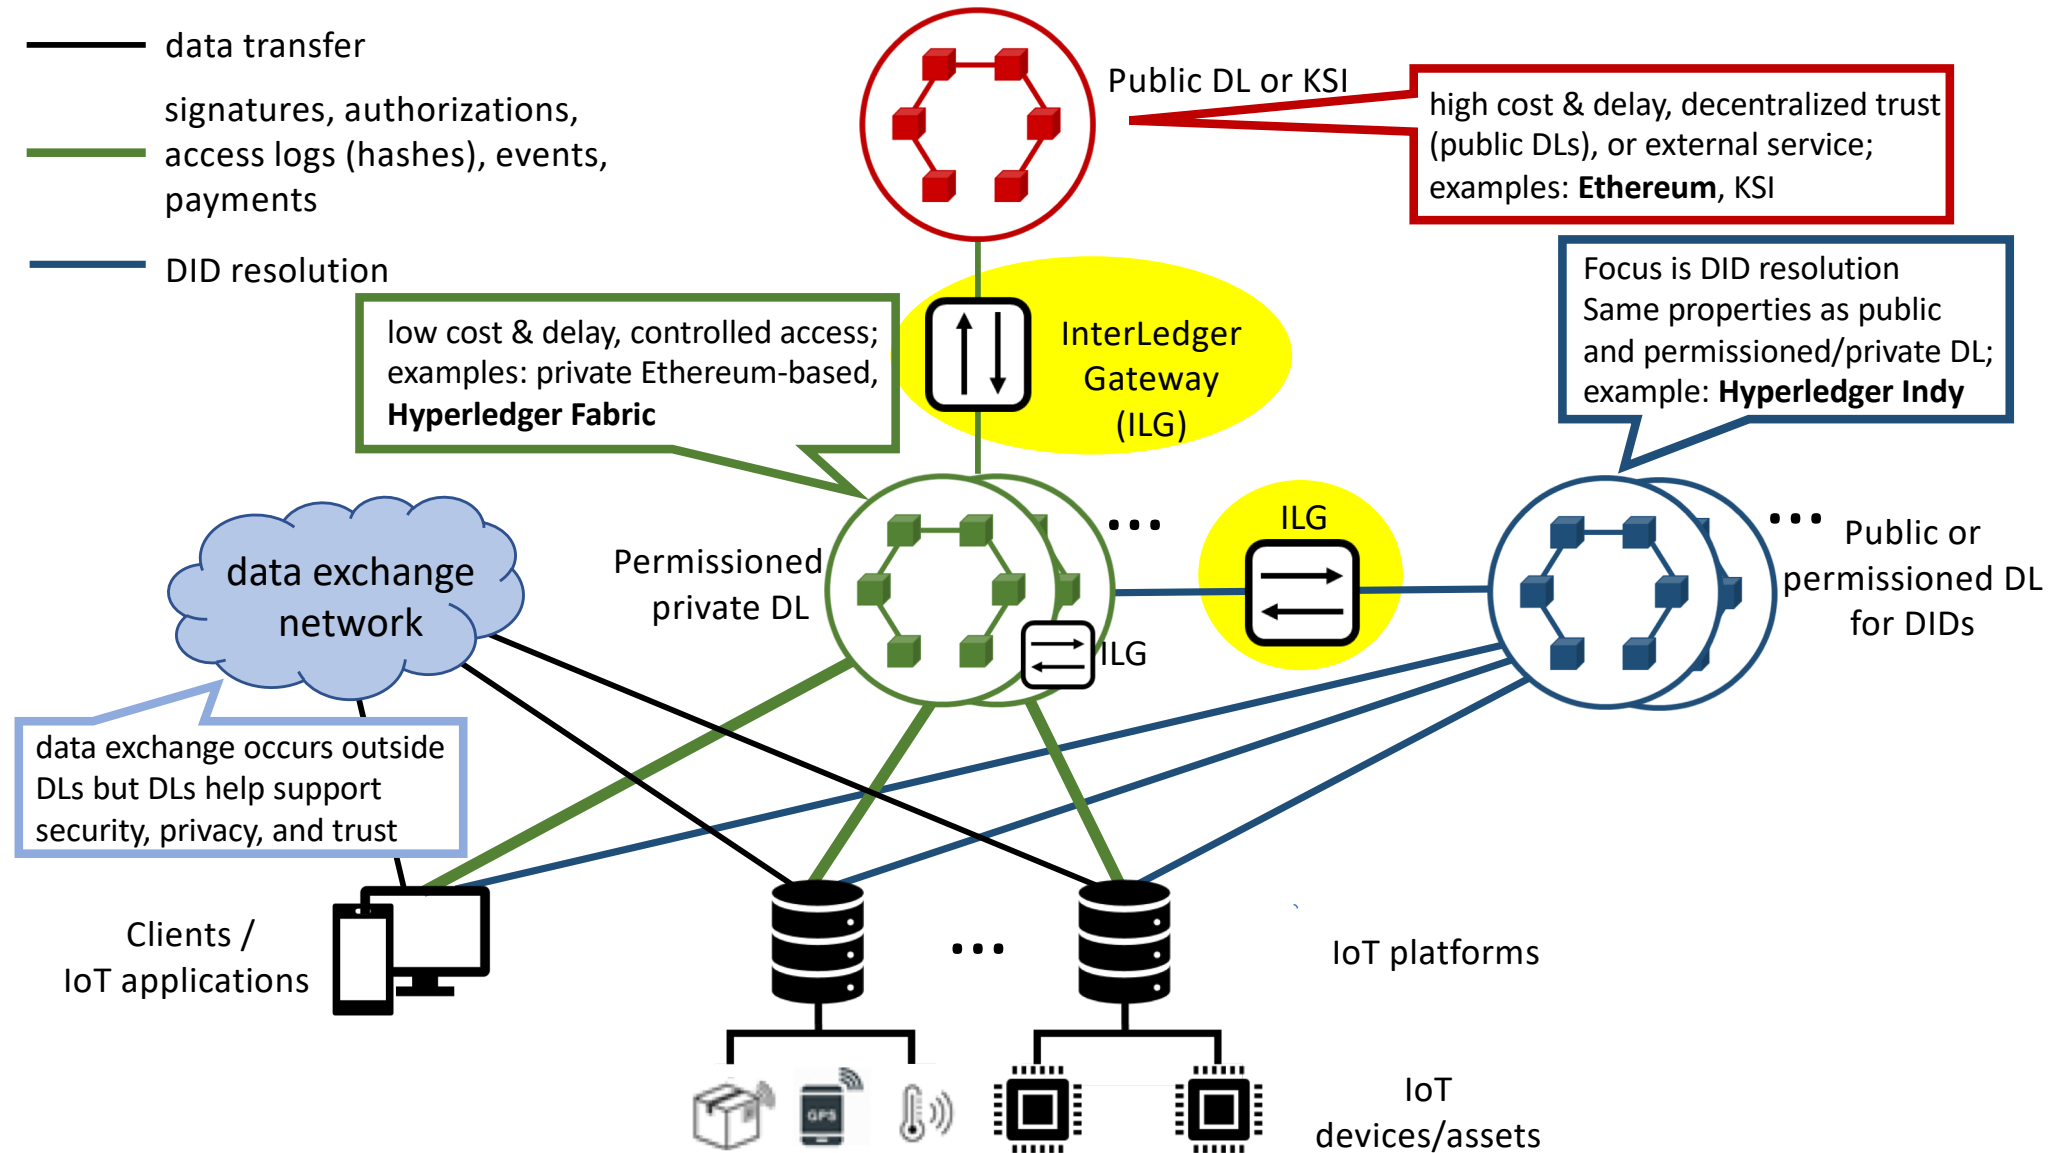 data transfer
signatures, authorizations,
access logs (hashes), events,
payments
DID resolution
Public DL or KSI
high cost & delay, decentralized trust
(public DLs), or external service;
examples: Ethereum, KSI
Focus is DID resolution
Same properties as public
and permissioned/private DL;
example: Hyperledger Indy
low cost & delay, controlled access;
examples: private Ethereum-based,
Hyperledger Fabric
InterLedger
Gateway
(ILG)
data exchange
network
Permissioned
private DL
...
ILG
ILG
...
Public or
permissioned DL
for DIDs
data exchange occurs outside
DLs but DLs help support
security, privacy, and trust
Clients /
IoT applications
...
`
IoT platforms
GPS
IoT
devices/assets